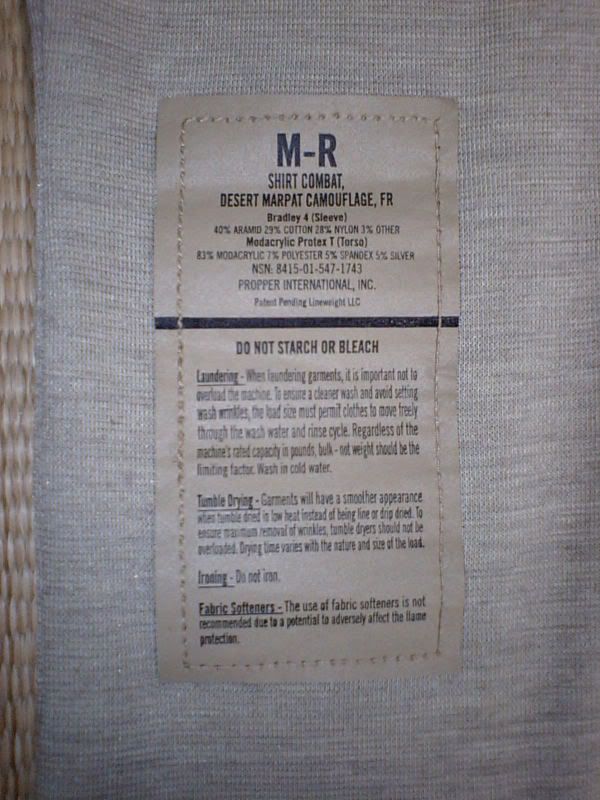 M-R
SHIRT COMBAT,
DESERT MARPAT CAMOUFLAGE, FR
Bradley 4 (Sleeve)
40% ARAMID 29% COTTON 28% NYLON 3% OTHER
Modacrylic Protex T (Torso)
83% MODACRYLIC 7% POLYESTER 5% SPANDEX 5% SILVER
NSN: 8415-01-547-1743
PROPPER INTERNATIONAL, INC.
Patent Pending Lineweight LLC
DO NOT STARCH OR BLEACH
Laundering - When laundering garments, it is important not to
overload the machine. To ensure a cleaner wash and avoid setting
wash wrinkles, the load size must permit clothes to move freely
through the wash water and rinse cycle. Regardless of the
machine's rated capacity in pounds, bulk - not weight should be the
limiting factor. Wash in cold water.
Tumble Drying - Garments will have a smoother appearance
when tumble dried in low heat instead of being line or drip dried. To
ensure maximum removal of wrinkles, tumble dryers should not be
overloaded. Drying time varies with the nature and size of the load.
Ironing - Do not iron.
Fabric Softeners - The use of fabric softeners is not
recommended due to a potential to adversely affect the flame
protection.